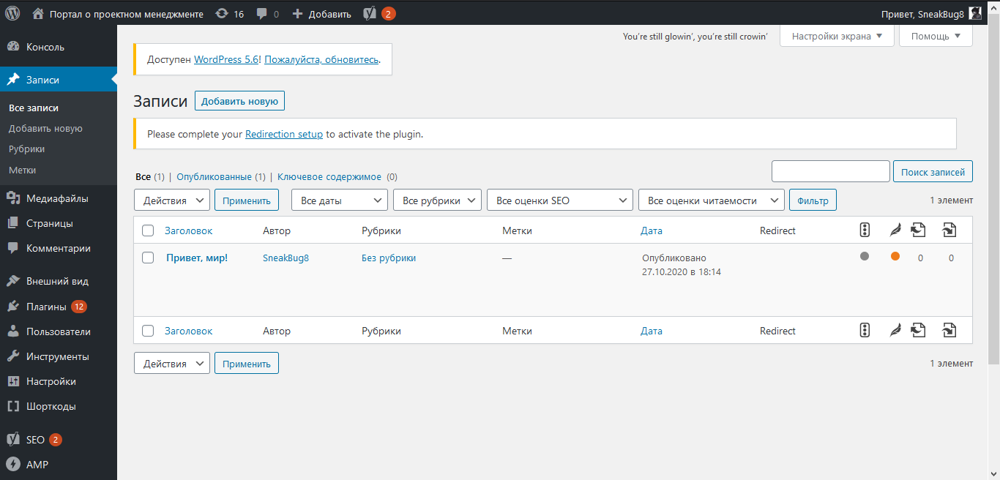 Портал о проектном менеджменте 16 0 Добавить 2 Привет, SneakBug8
You're still glowin', you're still crowin' Настройки экрана Помощь
Консоль
Записи
Все записи
Добавить новую
Рубрики
Метки
Медиафайлы
Страницы
Комментарии
Внешний вид
Плагины 12
Пользователи
Инструменты
Настройки
Шорткоды
SEO 2
AMP
Доступен WordPress 5.6! Пожалуйста, обновитесь.
Записи Добавить новую
Please complete your Redirection setup to activate the plugin.
Все (1) | Опубликованные (1) | Ключевое содержимое (0) Поиск записей
Действия Применить Все даты Все рубрики Все оценки SEO Все оценки читаемости Фильтр 1 элемент
Заголовок Автор Рубрики Метки Дата Redirect
Привет, мир! SneakBug8 Без рубрики — Опубликовано 0 0
27.10.2020 в 18:14
Заголовок Автор Рубрики Метки Дата Redirect
Действия Применить 1 элемент